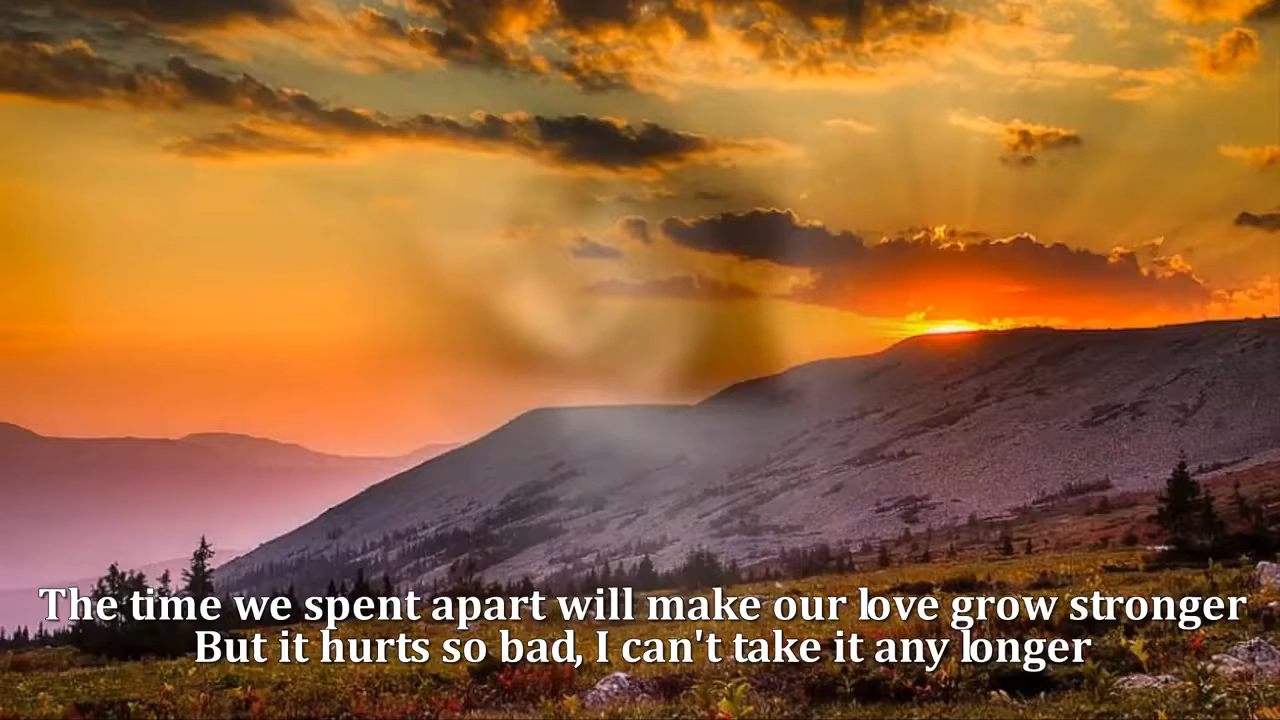 The time we spent apart will make our love grow stronger
But it hurts so bad, I can't take it any longer